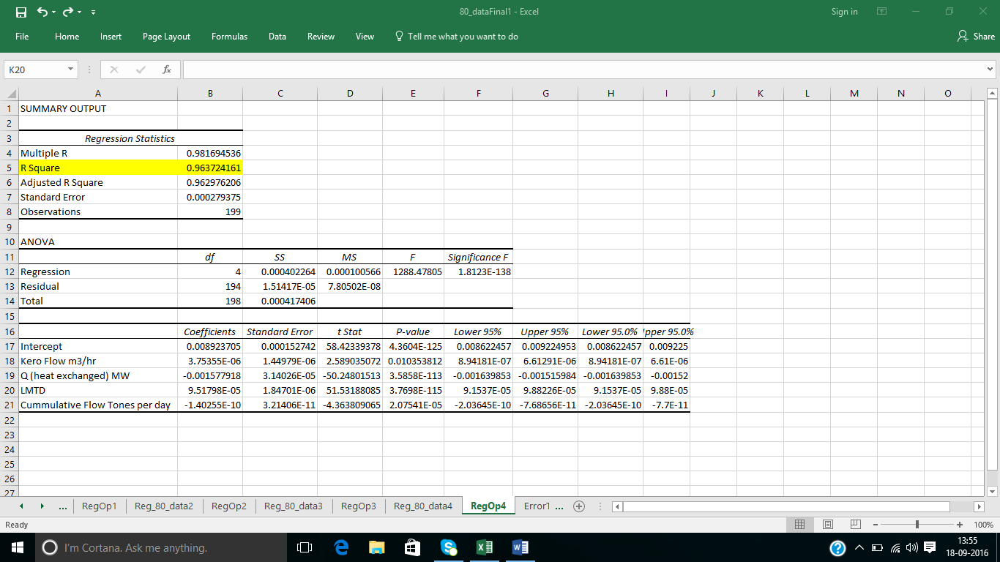 80_dataFinal1 - Excel
Sign in
File Home Insert Page Layout Formulas Data Review View Tell me what you want to do Share
K20 fx
A B C D E F G H I J K L M N O
1 SUMMARY OUTPUT
2
3 Regression Statistics
4 Multiple R 0.981694536
5 R Square 0.963724161
6 Adjusted R Square 0.962976206
7 Standard Error 0.000279375
8 Observations 199
9
10 ANOVA
11 df SS MS F Significance F
12 Regression 4 0.000402264 0.000100566 1288.47805 1.8123E-138
13 Residual 194 1.51417E-05 7.80502E-08
14 Total 198 0.000417406
15
16 Coefficients Standard Error t Stat P-value Lower 95% Upper 95% Lower 95.0% pper 95.0%
17 Intercept 0.008923705 0.000152742 58.42339378 4.3604E-125 0.008622457 0.009224953 0.008622457 0.009225
18 Kero Flow m3/hr 3.75355E-06 1.44979E-06 2.589035072 0.010353812 8.94181E-07 6.61291E-06 8.94181E-07 6.61E-06
19 Q (heat exchanged) MW -0.001577918 3.14026E-05 -50.24801513 3.5858E-113 -0.001639853 -0.001515984 -0.001639853 -0.00152
20 LMTD 9.51798E-05 1.84701E-06 51.53188085 3.7698E-115 9.1537E-05 9.88226E-05 9.1537E-05 9.88E-05
21 Cummulative Flow Tones per day -1.40255E-10 3.21406E-11 -4.363809065 2.07541E-05 -2.03645E-10 -7.68656E-11 -2.03645E-10 -7.7E-11
22
23
24
25
26
27
... RegOp1 Reg_80_data2 RegOp2 Reg_80_data3 RegOp3 Reg_80_data4 RegOp4 Error1 ...
Ready 100%
I'm Cortana. Ask me anything.
13:55
18-09-2016